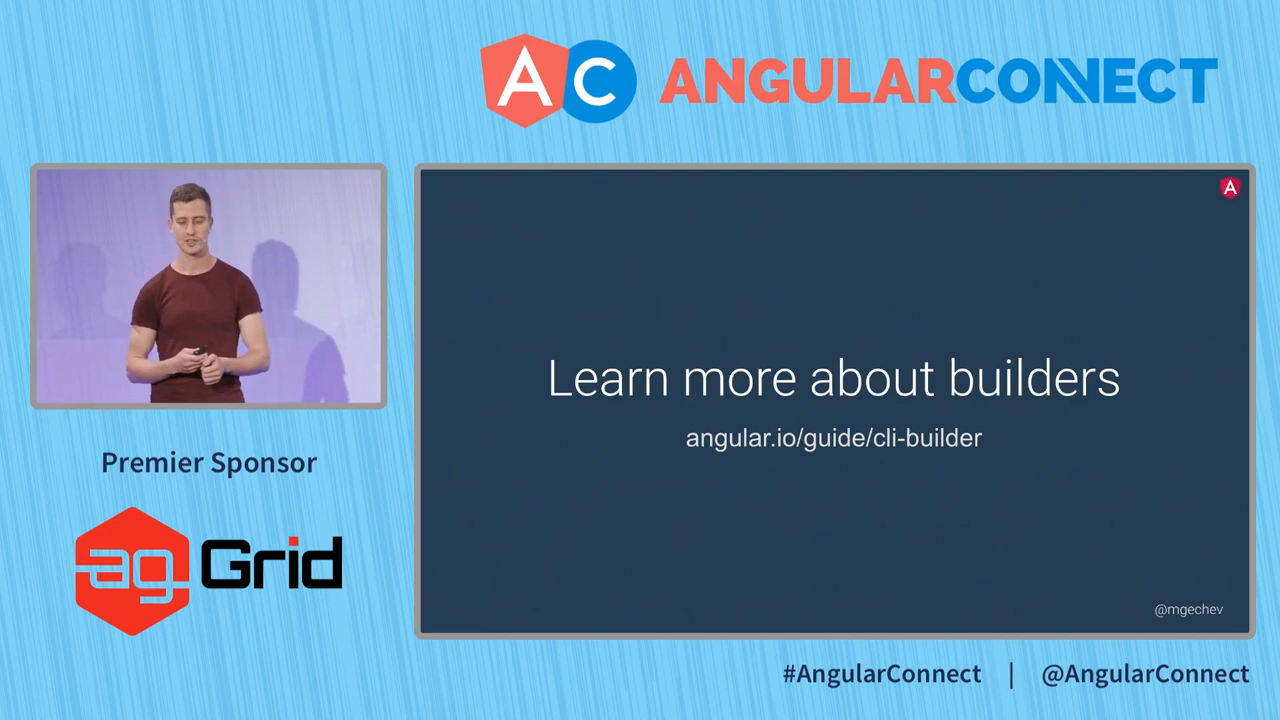 AC ANGULARCONNECT
A
Learn more about builders
angular.io/guide/cli-builder
@mgechev
Premier Sponsor
ag Grid
#AngularConnect | @AngularConnect